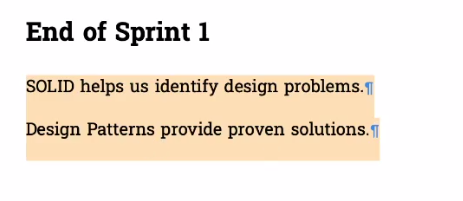 End of Sprint 1
SOLID helps us identify design problems.¶
Design Patterns provide proven solutions.¶